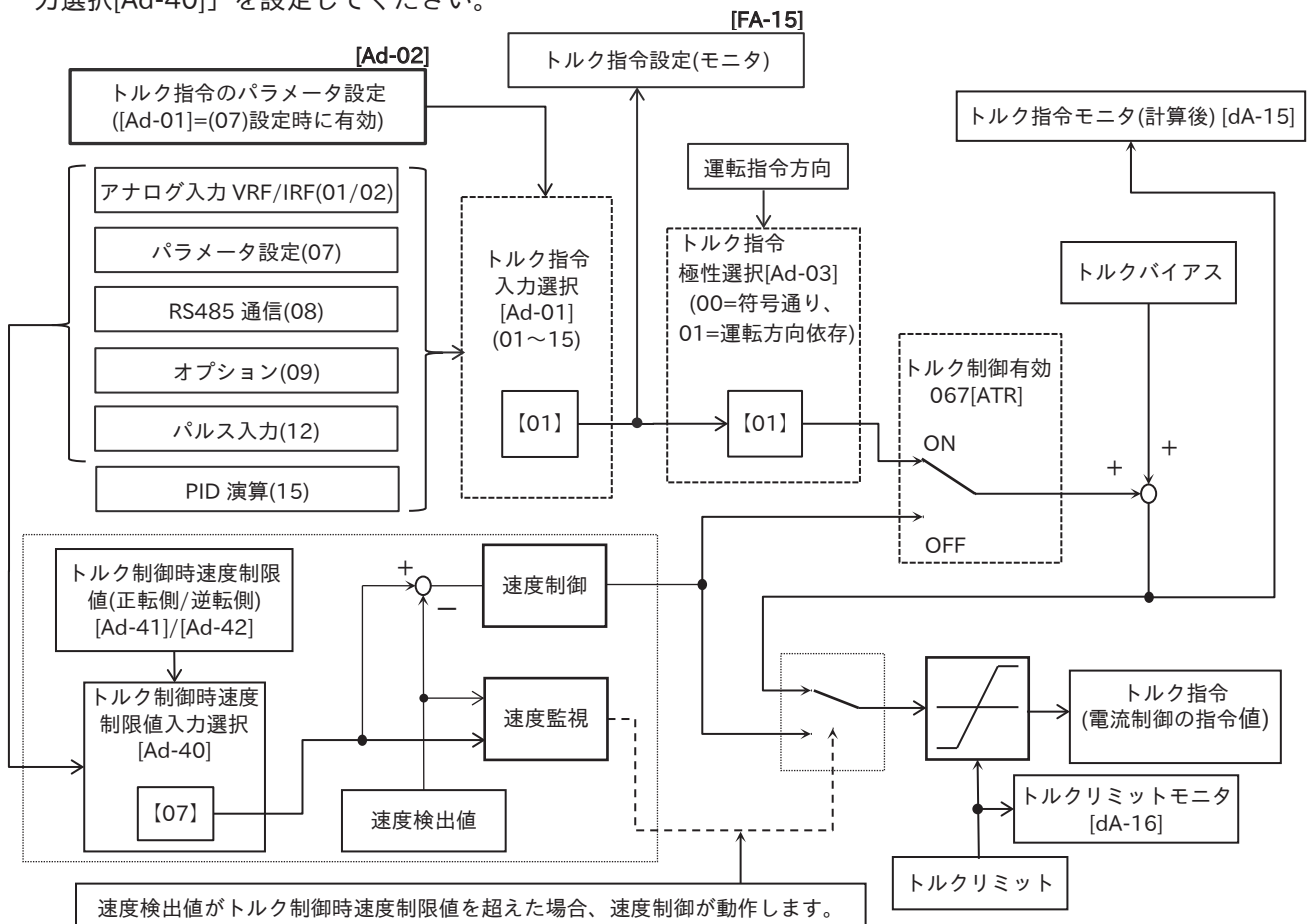 力選択[Ad-40]」を設定してください。
[FA-15]
[Ad-02]
トルク指令設定(モニタ)
トルク指令のパラメータ設定
([Ad-01]=(07)設定時に有効)
トルク指令モニタ(計算後) [dA-15]
運転指令方向
アナログ入力 VRF/IRF(01/02)
パラメータ設定(07)
RS485 通信(08)
オプション(09)
パルス入力(12)
PID 演算(15)
トルク指令
入力選択
[Ad-01]
(01～15)
【01】
トルク指令
極性選択[Ad-03]
(00=符号通り、
01=運転方向依存)
【01】
トルクバイアス
トルク制御有効
067[ATR]
ON
OFF
+
+
トルク制御時速度制限
値(正転側/逆転側)
[Ad-41]/[Ad-42]
+
−
速度制御
トルク制御時速度
制限値入力選択
[Ad-40]
【07】
速度監視
速度検出値
トルク指令
(電流制御の指令値)
トルクリミットモニタ
[dA-16]
トルクリミット
速度検出値がトルク制御時速度制限値を超えた場合、速度制御が動作します。